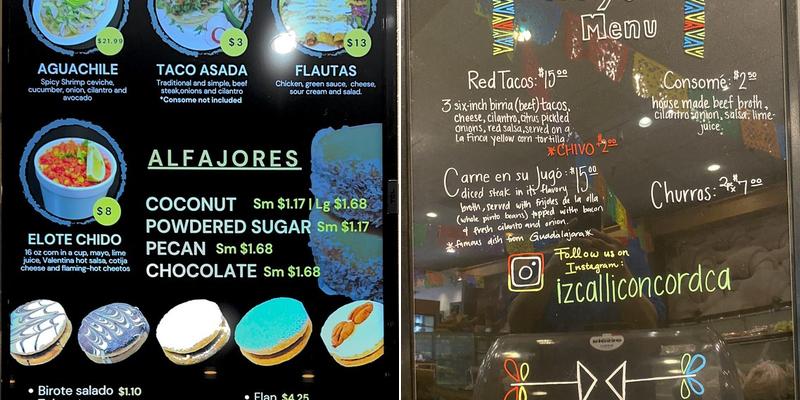 $21.99
$3
$13
AGUACHILE
Spicy Shrimp ceviche,
cucumber, onion, cilantro and
avocado
TACO ASADA
Traditional and simple, beef
steak,onions and cilantro
*Consome not included
FLAUTAS
Chicken, green sauce, cheese,
sour cream and salad.
$8
ELOTE CHIDO
16 oz corn in a cup, mayo, lime
juice, Valentina hot salsa, cotija
cheese and flaming-hot cheetos
ALFAJORES
COCONUT Sm $1.17 | Lg $1.68
POWDERED SUGAR Sm $1.17
PECAN Sm $1.68
CHOCOLATE Sm $1.68
• Birote salado $1.10
• Flan $4.25
Menu
Red Tacos: $15.00
3 six-inch birria (beef) tacos,
cheese, cilantro, citrus pickled
onions, red salsa, served on a
La Finca yellow corn tortilla
*CHIVO +$2.00
Carne en su Jugo: $15.00
diced steak in its flavory
broth, served with frijoles de la olla
(whole pinto beans) topped with bacon
& fresh cilantro and onion.
*famous dish from Guadalajara*
Consomé: $2.50
house made beef broth,
cilantro, onion, salsa, lime-
juice.
Churros: 2 pcs $7.00
Follow us on
Instagram:
izcalliconcordca